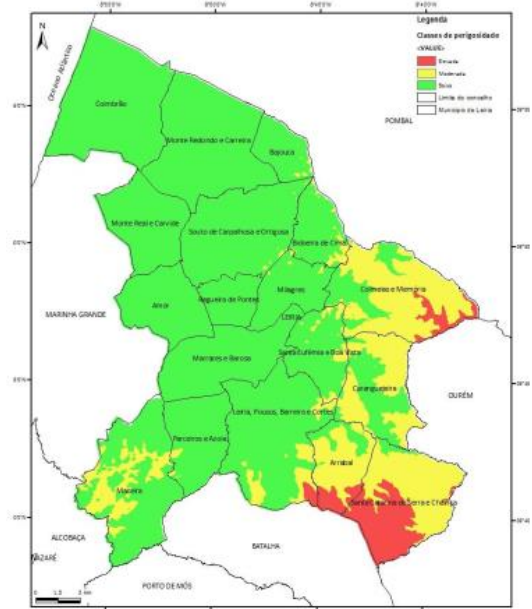 Legenda
Classes de perigosidade
<VALUE>
Elevada
Moderada
Baixa
Limite do concelho
Município de Leiria
N
Oceano Atlântico
POMBAL
Coimbrão
Monte Redondo e Carreira
Bajouca
Monte Real e Carvide
Souto da Carpalhosa e Ortigosa
Bidoeira de Cima
Colmeias e Memória
MARINHA GRANDE
Amor
Regueira de Pontes
Milagres
LEIRIA
Marrazes e Barosa
Santa Eufémia e Boa Vista
Caranguejeira
OURÉM
Leiria, Pousos, Barreira e Cortes
Parceiros e Azoia
Arrabal
Maceira
Santa Catarina da Serra e Chainça
ALCOBAÇA
NAZARÉ
BATALHA
PORTO DE MÓS